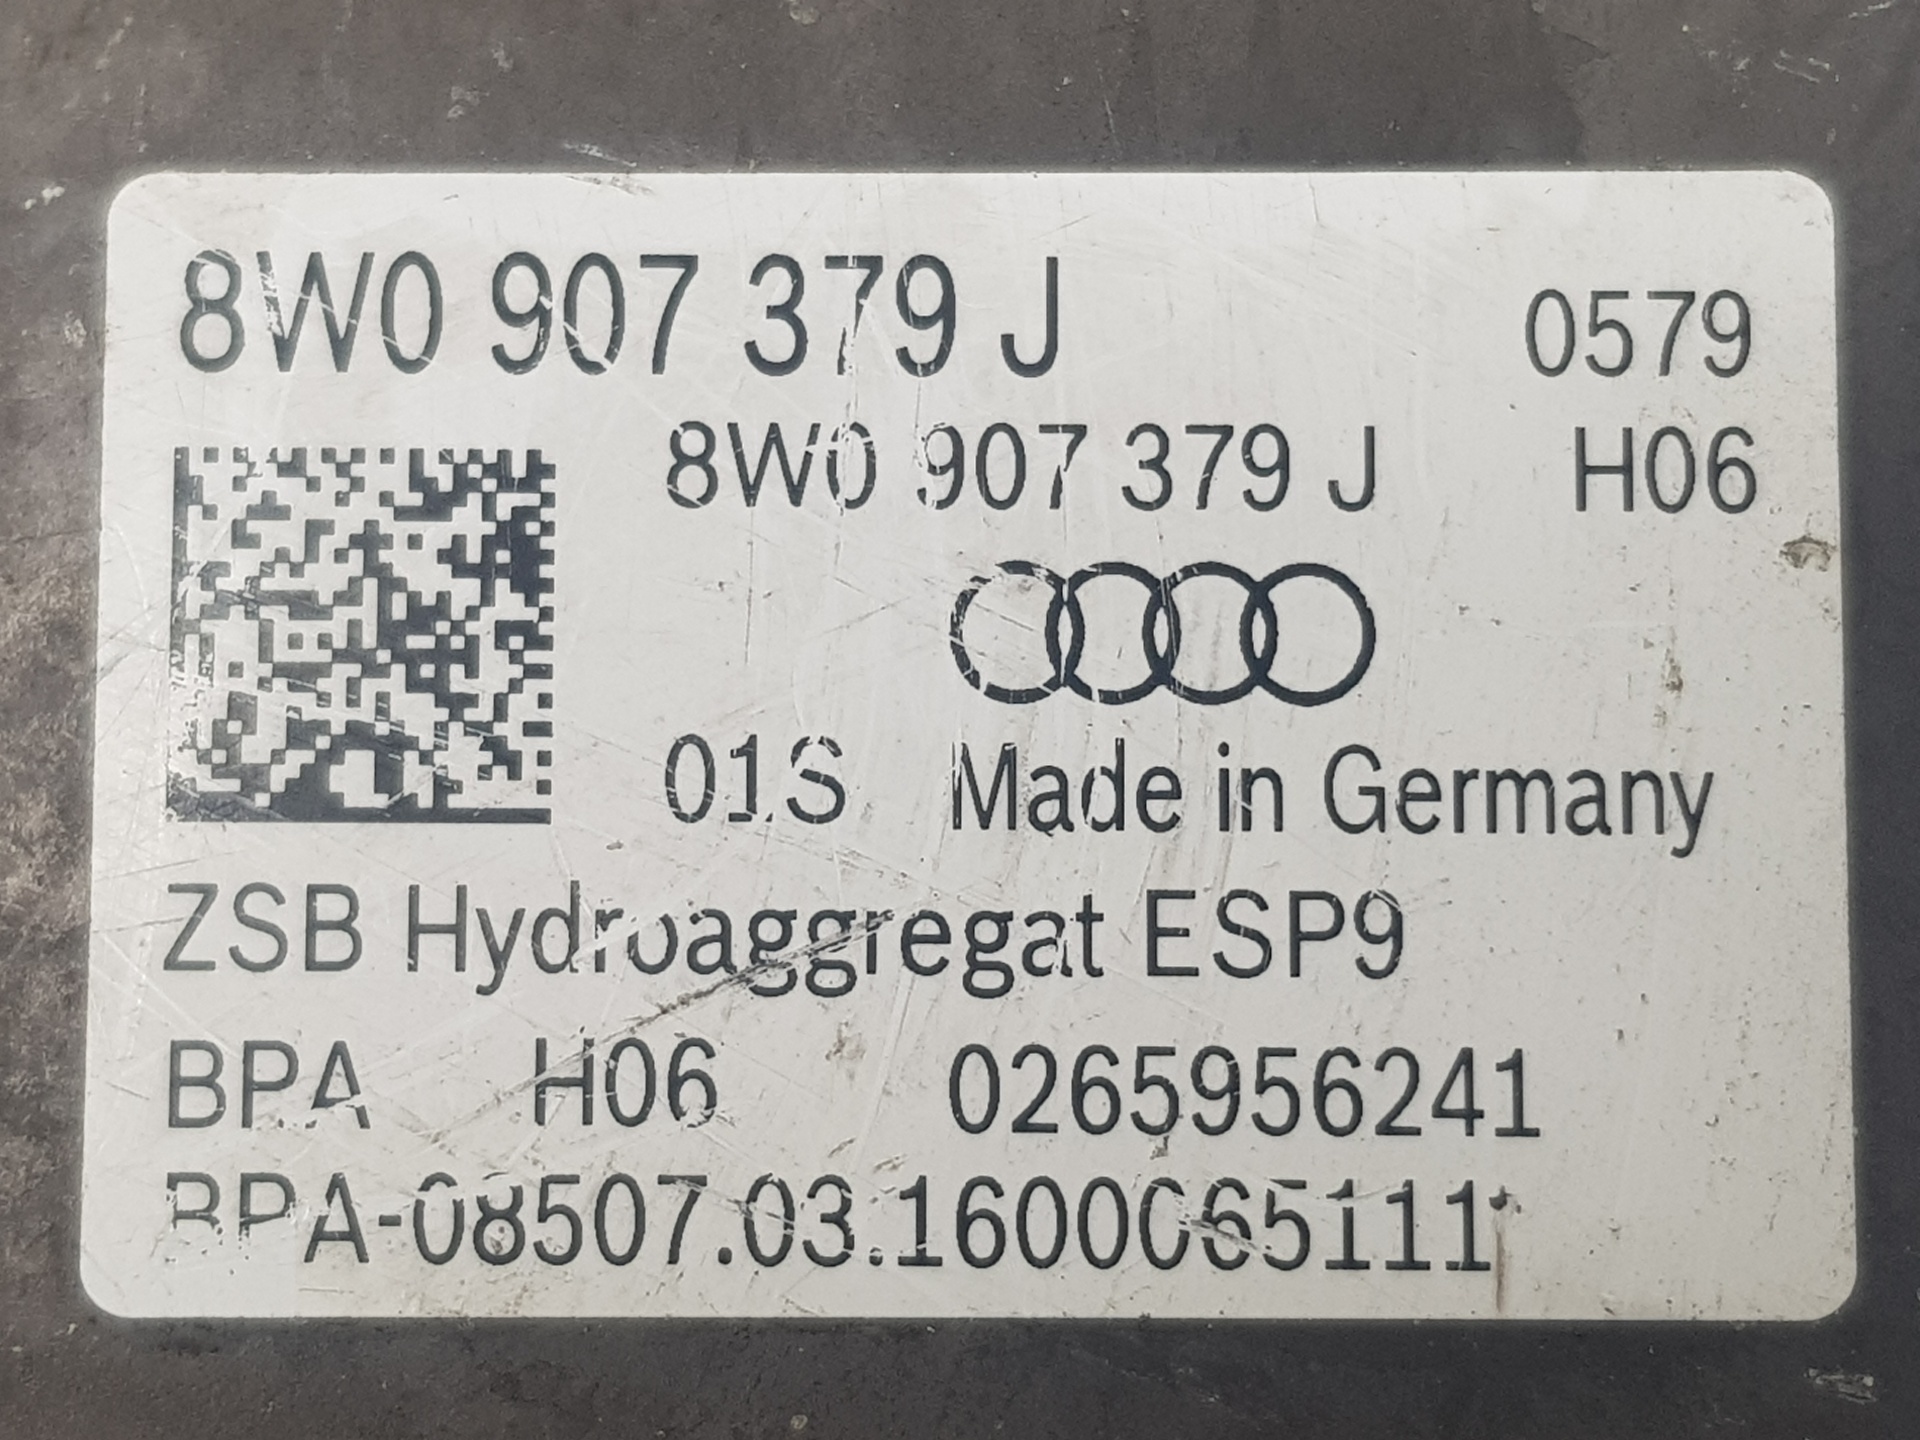 8W0 907 379 J 0579
8W0 907 379 J H06
01S Made in Germany
ZSB Hydroaggregat ESP9
BPA H06 0265956241
BPA-08507.03.1600065111